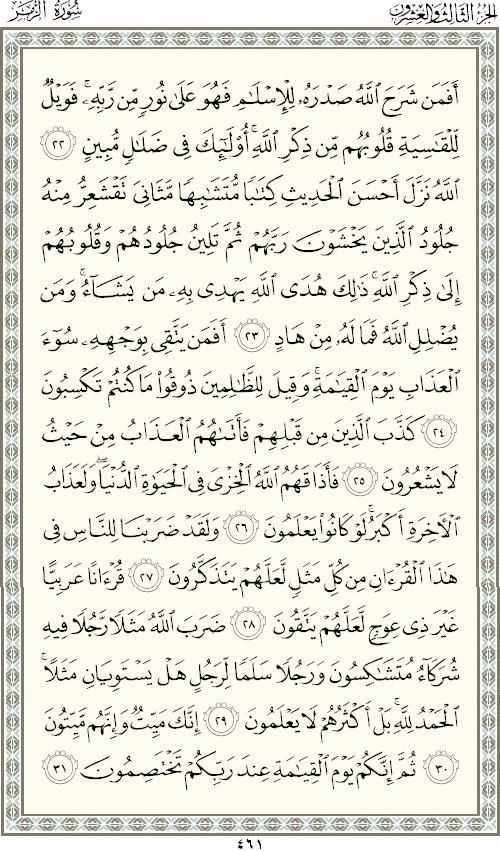 الجزء الثالث والعشرون
سورة الزمر
أَفَمَن شَرَحَ ٱللَّهُ صَدْرَهُۥ لِلْإِسْلَٰمِ فَهُوَ عَلَىٰ نُورٍ مِّن رَّبِّهِۦ ۚ فَوَيْلٌ
لِّلْقَٰسِيَةِ قُلُوبُهُم مِّن ذِكْرِ ٱللَّهِ ۚ أُو۟لَٰٓئِكَ فِى ضَلَٰلٍ مُّبِينٍ ٢٢
ٱللَّهُ نَزَّلَ أَحْسَنَ ٱلْحَدِيثِ كِتَٰبًا مُّتَشَٰبِهًا مَّثَانِىَ تَقْشَعِرُّ مِنْهُ
جُلُودُ ٱلَّذِينَ يَخْشَوْنَ رَبَّهُمْ ثُمَّ تَلِينُ جُلُودُهُمْ وَقُلُوبُهُمْ
إِلَىٰ ذِكْرِ ٱللَّهِ ۚ ذَٰلِكَ هُدَى ٱللَّهِ يَهْدِى بِهِۦ مَن يَشَآءُ ۚ وَمَن
يُضْلِلِ ٱللَّهُ فَمَا لَهُۥ مِنْ هَادٍ ٢٣ أَفَمَن يَتَّقِى بِوَجْهِهِۦ سُوٓءَ
ٱلْعَذَابِ يَوْمَ ٱلْقِيَٰمَةِ ۚ وَقِيلَ لِلظَّٰلِمِينَ ذُوقُوا۟ مَا كُنتُمْ تَكْسِبُونَ
٢٤ كَذَّبَ ٱلَّذِينَ مِن قَبْلِهِمْ فَأَتَىٰهُمُ ٱلْعَذَابُ مِنْ حَيْثُ
لَا يَشْعُرُونَ ٢٥ فَأَذَاقَهُمُ ٱللَّهُ ٱلْخِزْىَ فِى ٱلْحَيَوٰةِ ٱلدُّنْيَا ۖ وَلَعَذَابُ
ٱلْءَاخِرَةِ أَكْبَرُ ۚ لَوْ كَانُوا۟ يَعْلَمُونَ ٢٦ وَلَقَدْ ضَرَبْنَا لِلنَّاسِ فِى
هَٰذَا ٱلْقُرْءَانِ مِن كُلِّ مَثَلٍ لَّعَلَّهُمْ يَتَذَكَّرُونَ ٢٧ قُرْءَانًا عَرَبِيًّا
غَيْرَ ذِى عِوَجٍ لَّعَلَّهُمْ يَتَّقُونَ ٢٨ ضَرَبَ ٱللَّهُ مَثَلًا رَّجُلًا فِيهِ
شُرَكَآءُ مُتَشَٰكِسُونَ وَرَجُلًا سَلَمًا لِّرَجُلٍ هَلْ يَسْتَوِيَانِ مَثَلًا ۚ
ٱلْحَمْدُ لِلَّهِ ۚ بَلْ أَكْثَرُهُمْ لَا يَعْلَمُونَ ٢٩ إِنَّكَ مَيِّتٌ وَإِنَّهُم مَّيِّتُونَ
٣٠ ثُمَّ إِنَّكُمْ يَوْمَ ٱلْقِيَٰمَةِ عِندَ رَبِّكُمْ تَخْتَصِمُونَ ٣١
٤٦١